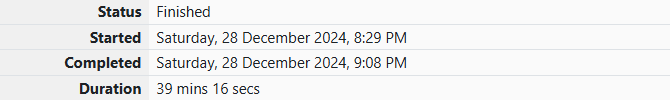 Status Finished
Started Saturday, 28 December 2024, 8:29 PM
Completed Saturday, 28 December 2024, 9:08 PM
Duration 39 mins 16 secs